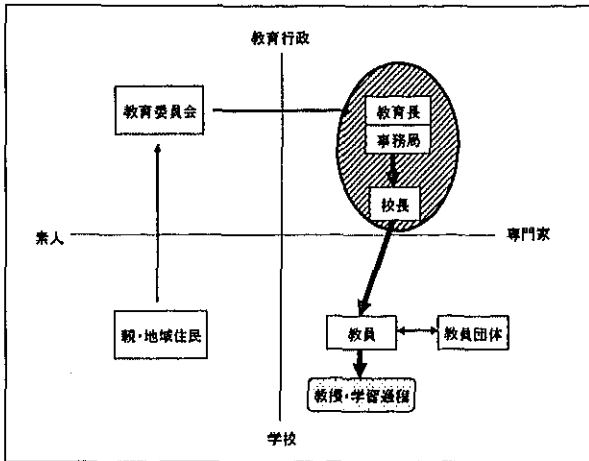 教育行政
教育委員会
教育長
事務局
校長
素人
専門家
親・地域住民
教員
教員団体
教授・学習過程
学校